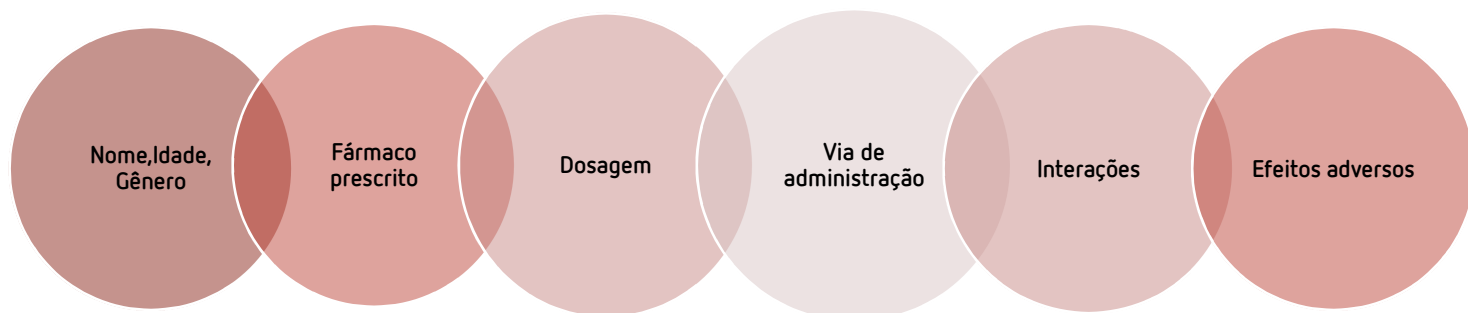 Nome,Idade,
Gênero
Fármaco
prescrito
Dosagem
Via de
administração
Interações
Efeitos adversos